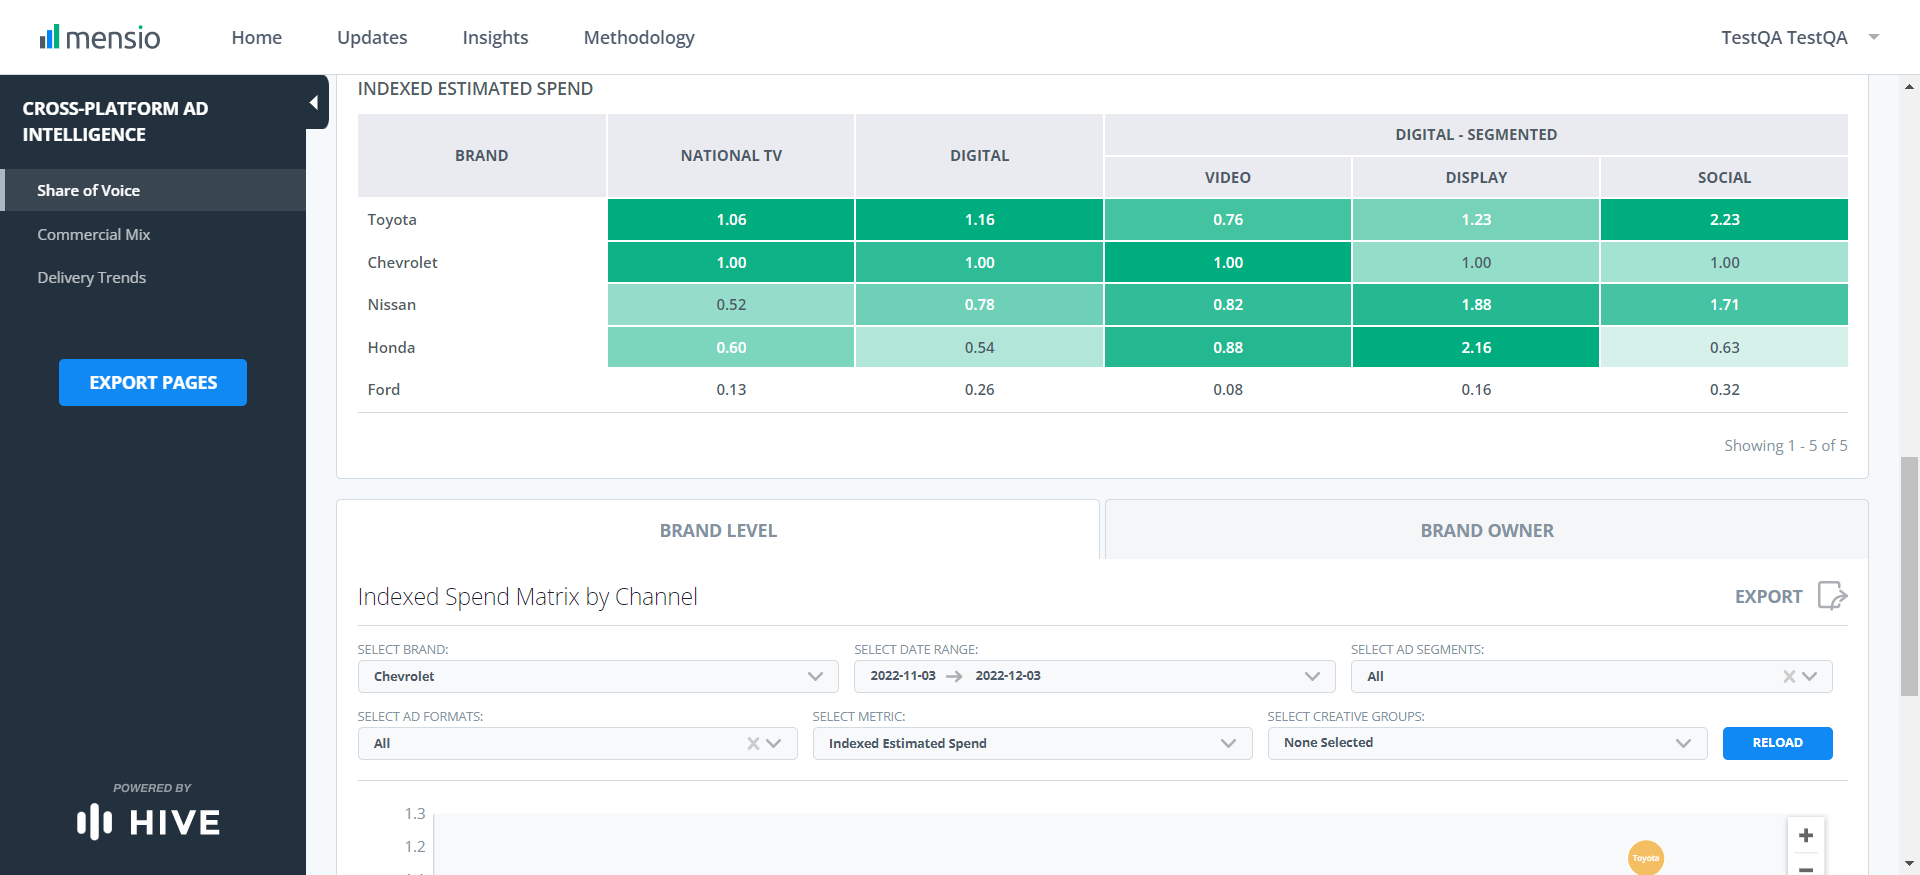 mensio
Home
Updates
Insights
Methodology
TestQA TestQA
CROSS-PLATFORM AD
INTELLIGENCE
Share of Voice
Commercial Mix
Delivery Trends
EXPORT PAGES
POWERED BY
HIVE
INDEXED ESTIMATED SPEND
BRAND NATIONAL TV DIGITAL DIGITAL - SEGMENTED
VIDEO DISPLAY SOCIAL
Toyota 1.06 1.16 0.76 1.23 2.23
Chevrolet 1.00 1.00 1.00 1.00 1.00
Nissan 0.52 0.78 0.82 1.88 1.71
Honda 0.60 0.54 0.88 2.16 0.63
Ford 0.13 0.26 0.08 0.16 0.32
Showing 1 - 5 of 5
BRAND LEVEL
BRAND OWNER
Indexed Spend Matrix by Channel
EXPORT
SELECT BRAND: SELECT DATE RANGE: SELECT AD SEGMENTS:
Chevrolet 2022-11-03 → 2022-12-03 All
SELECT AD FORMATS: SELECT METRIC: SELECT CREATIVE GROUPS:
All Indexed Estimated Spend None Selected RELOAD
1.3
1.2
Toyota